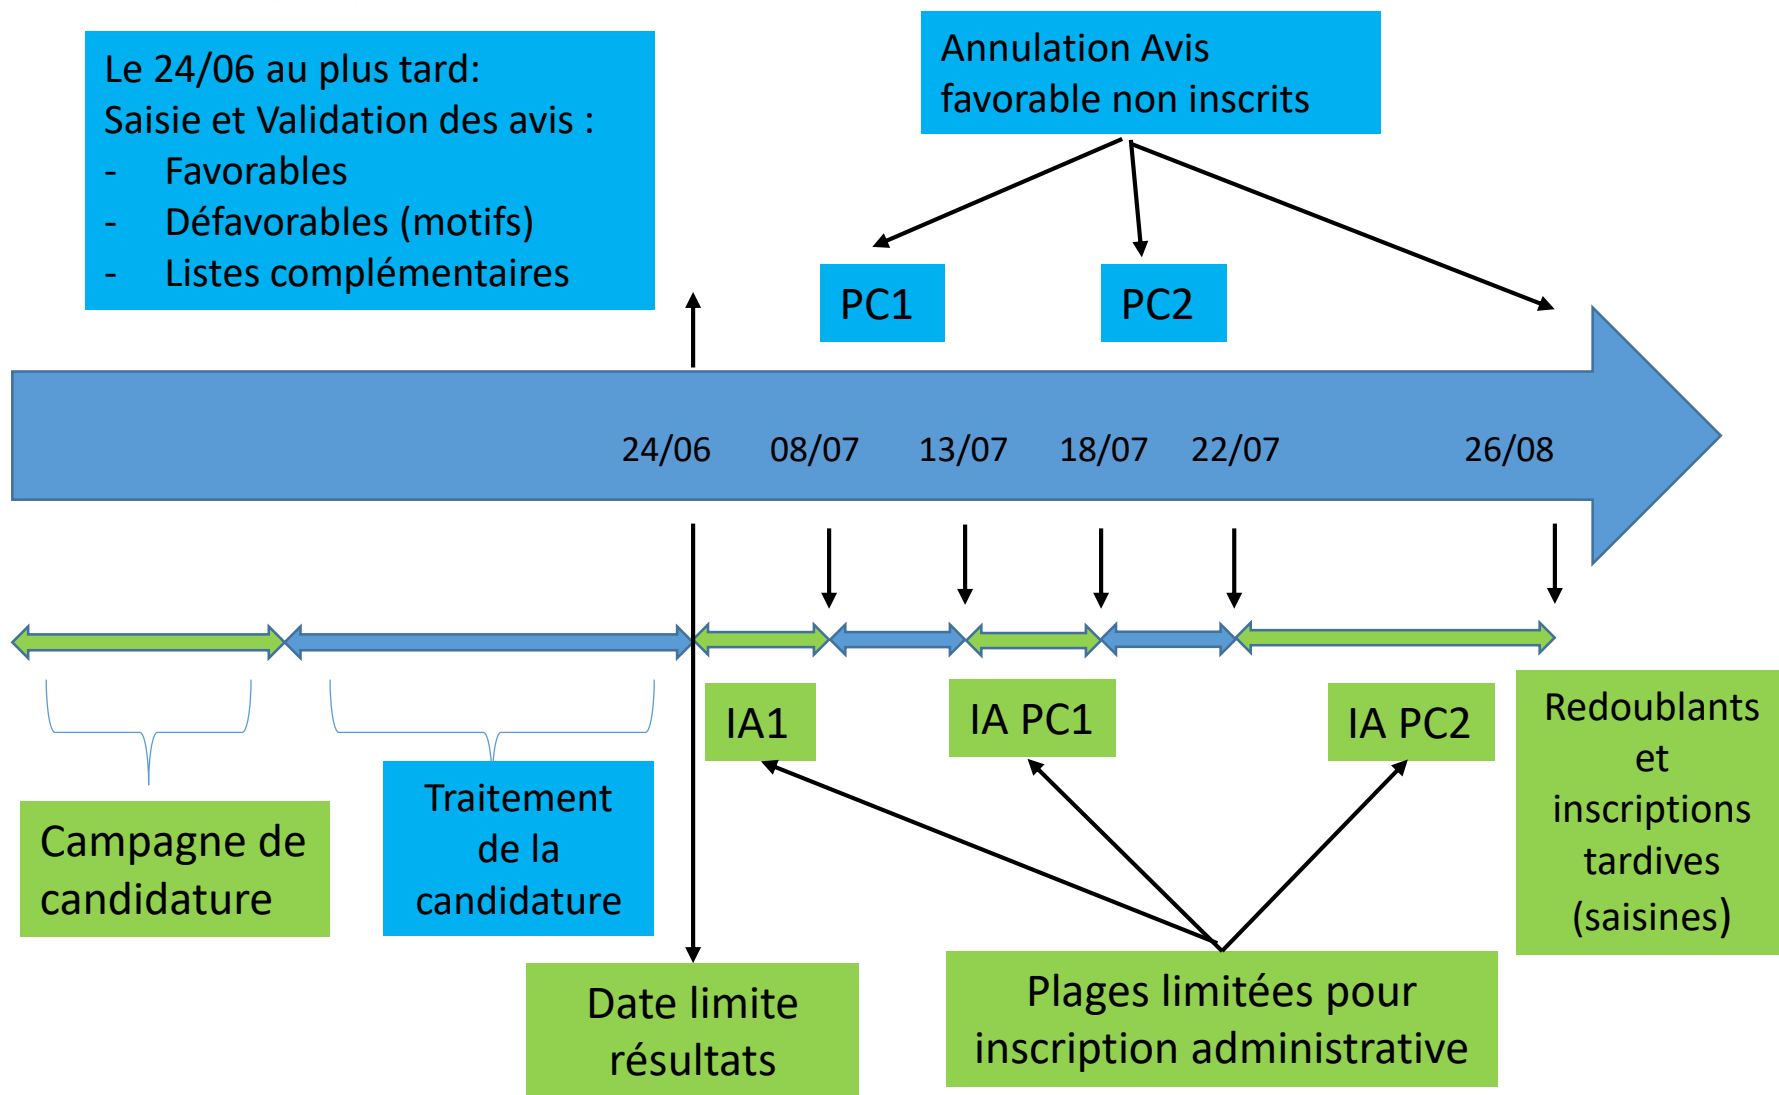 Le 24/06 au plus tard:
Saisie et Validation des avis :
- Favorables
- Défavorables (motifs)
- Listes complémentaires
Annulation Avis
favorable non inscrits
PC1
PC2
24/06
08/07
13/07
18/07
22/07
26/08
IA1
IA PC1
IA PC2
Redoublants
et
inscriptions
tardives
(saisines)
Campagne de
candidature
Traitement
de la
candidature
Date limite
résultats
Plages limitées pour
inscription administrative